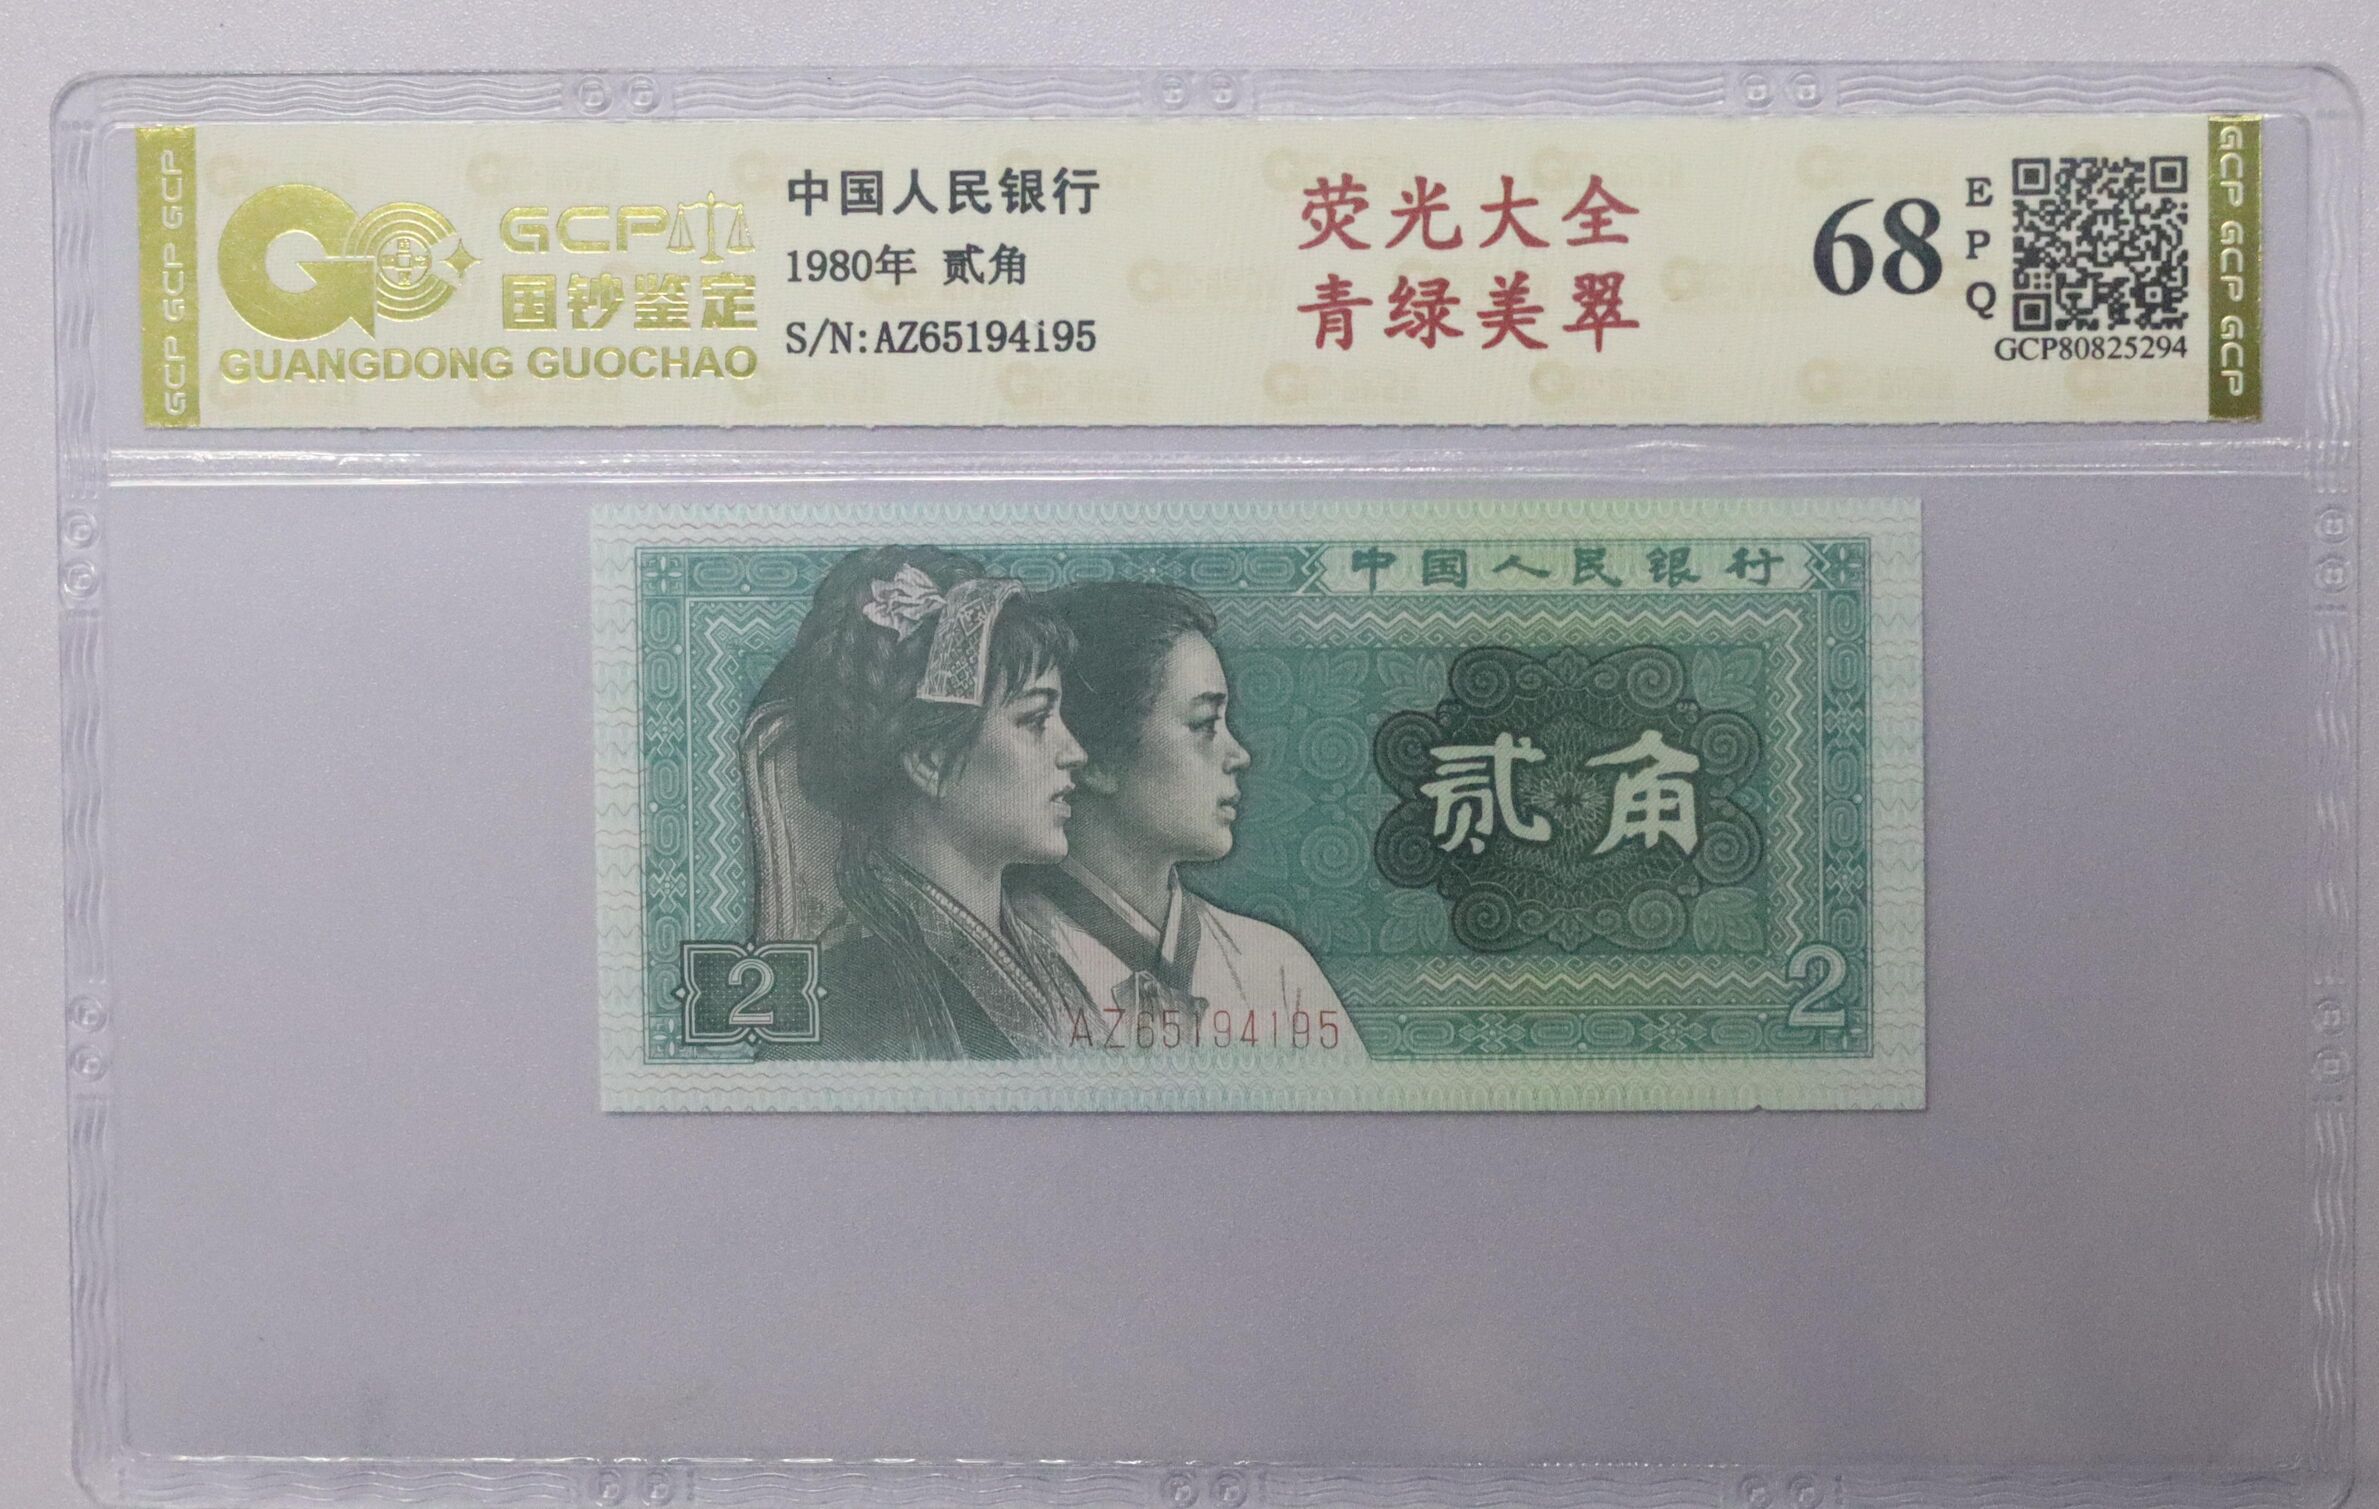 GCP GCP GCP
GCP
国钞鉴定
GUANGDONG GUOCHAO
中国人民银行
1980年 贰角
S/N:AZ65194i95
荧光大全
青绿美翠
68
EPQ
GCP80825294
GCP GCP GCP
中国人民银行
贰角
2
AZ65194195
2